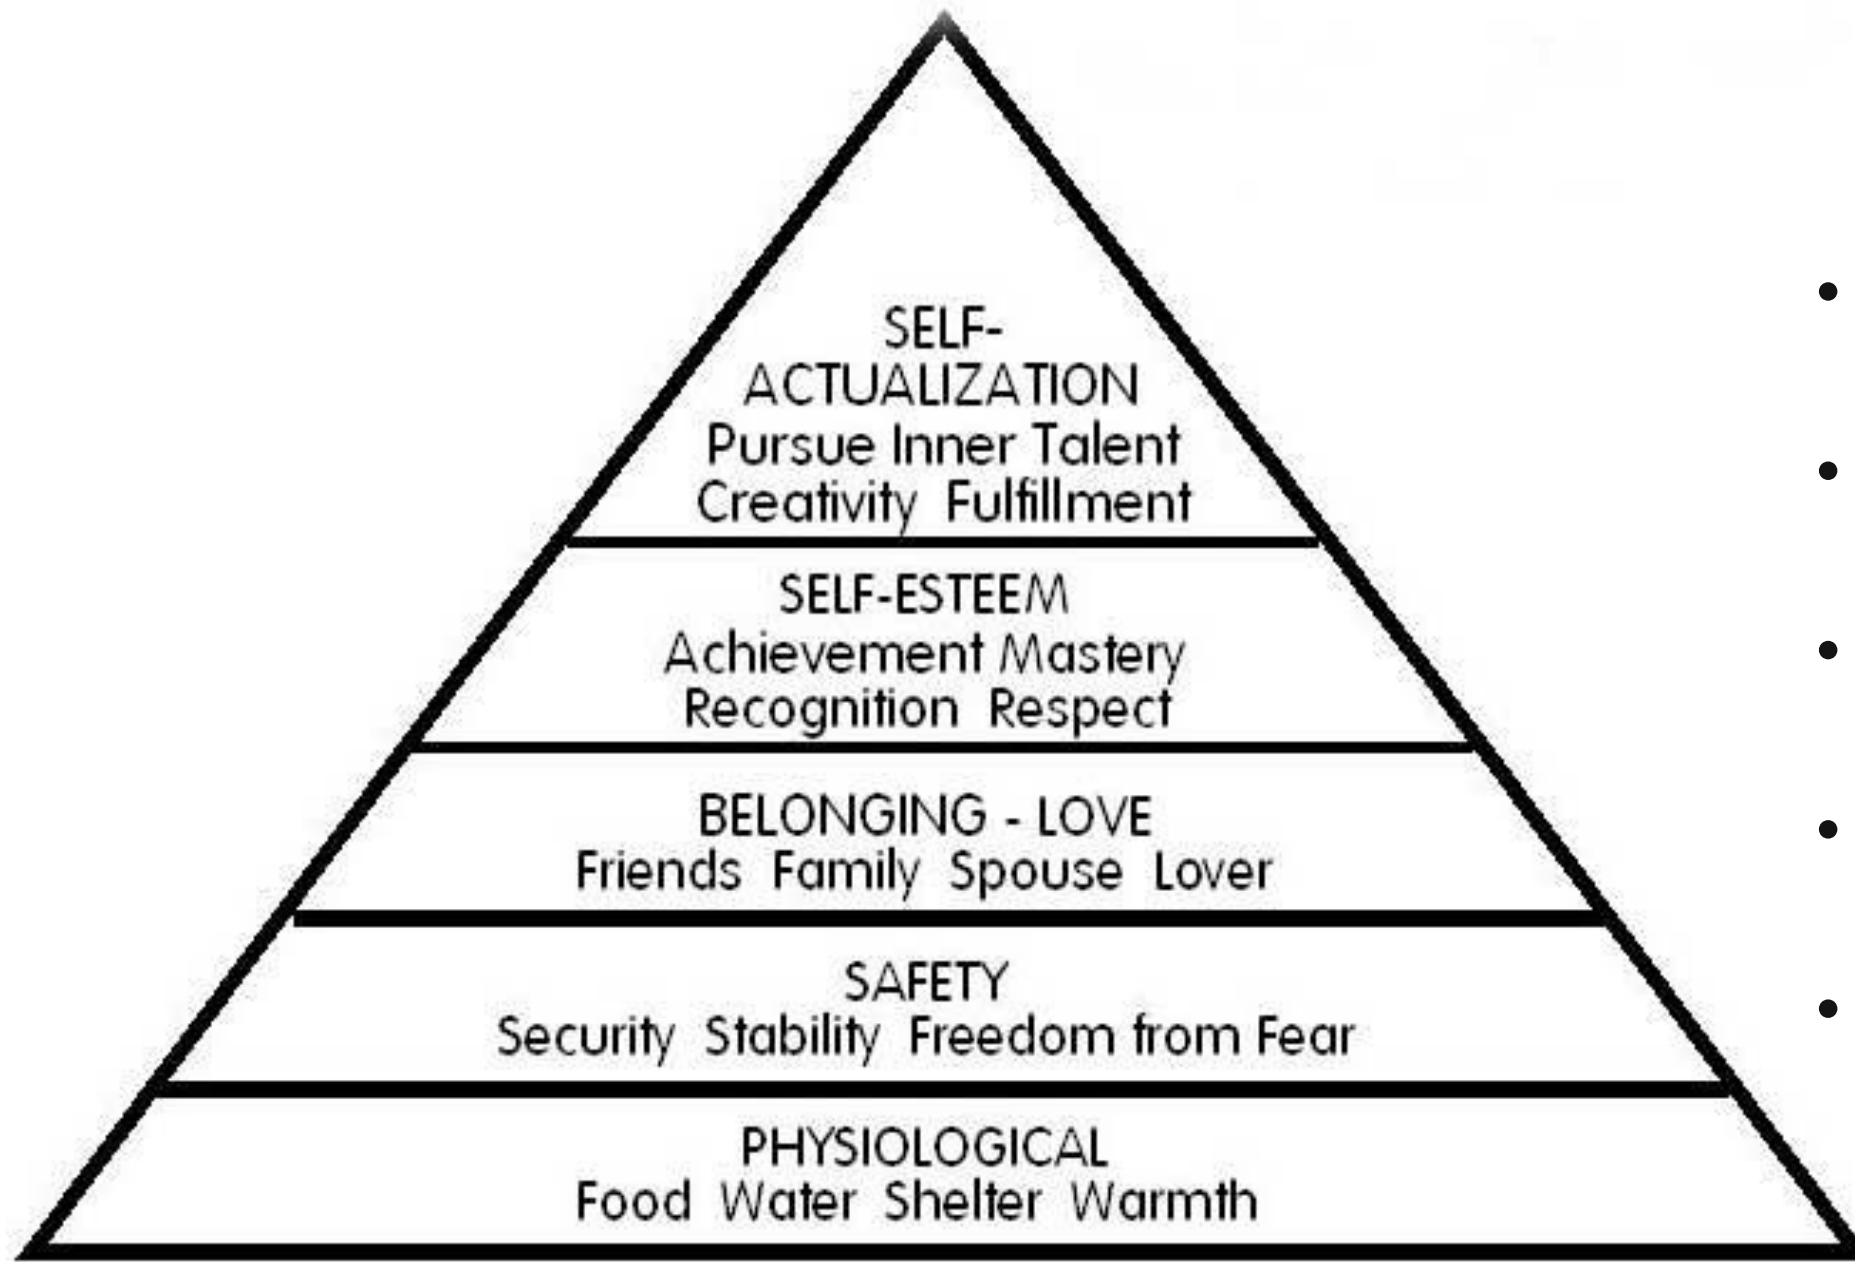 SELF-
ACTUALIZATION
Pursue Inner Talent
Creativity Fulfillment
SELF-ESTEEM
Achievement Mastery
Recognition Respect
BELONGING - LOVE
Friends Family Spouse Lover
SAFETY
Security Stability Freedom from Fear
PHYSIOLOGICAL
Food Water Shelter Warmth